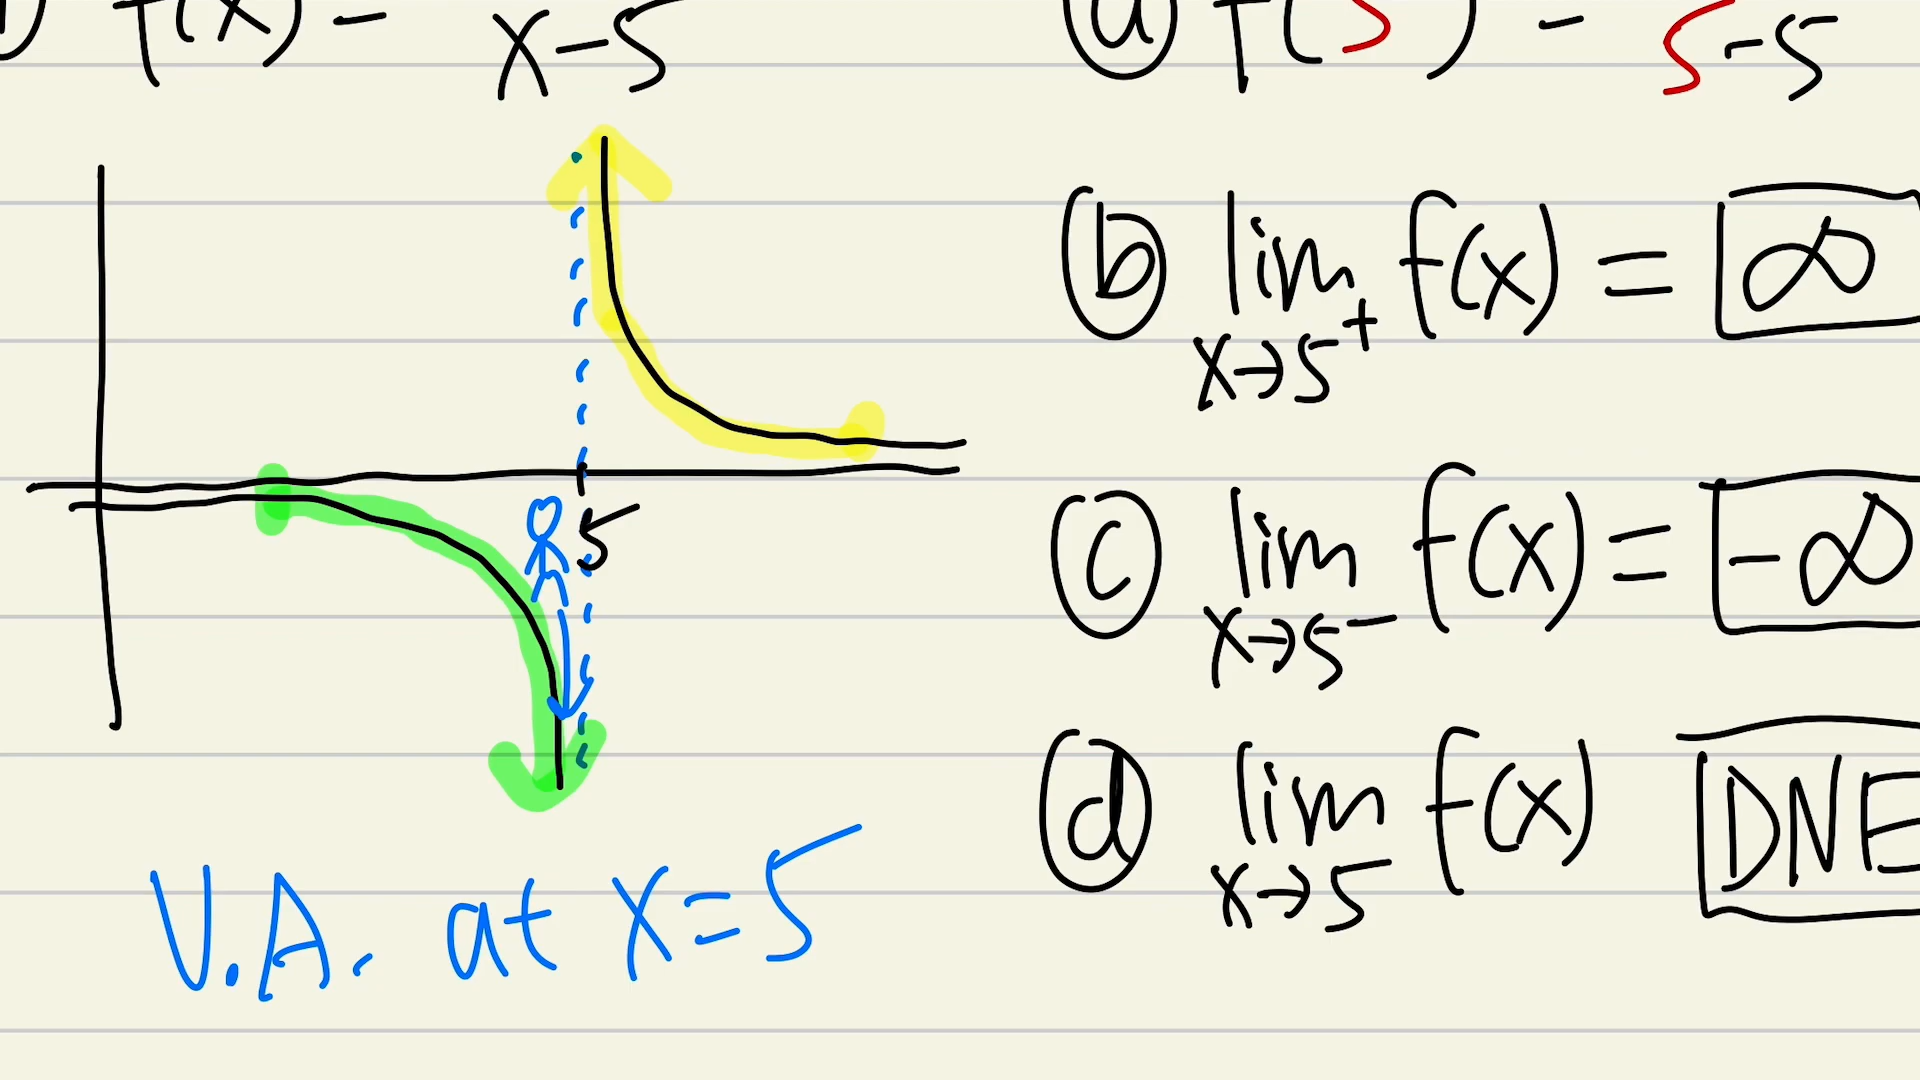 f(x) =
x-5
ⓐ f(5) =
5-5
5
V.A. at x=5
ⓑ lim f(x) = ∞
x→5⁺
ⓒ lim f(x) = -∞
x→5⁻
ⓓ lim f(x) DNE
x→5